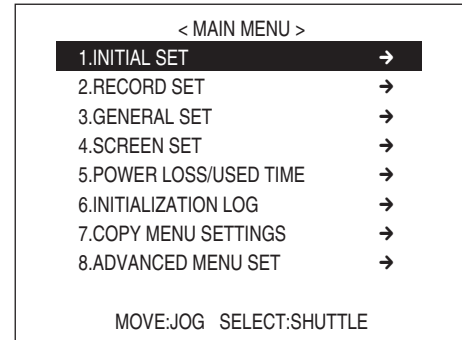 < MAIN MENU >
1.INITIAL SET →
2.RECORD SET →
3.GENERAL SET →
4.SCREEN SET →
5.POWER LOSS/USED TIME →
6.INITIALIZATION LOG →
7.COPY MENU SETTINGS →
8.ADVANCED MENU SET →
MOVE:JOG SELECT:SHUTTLE